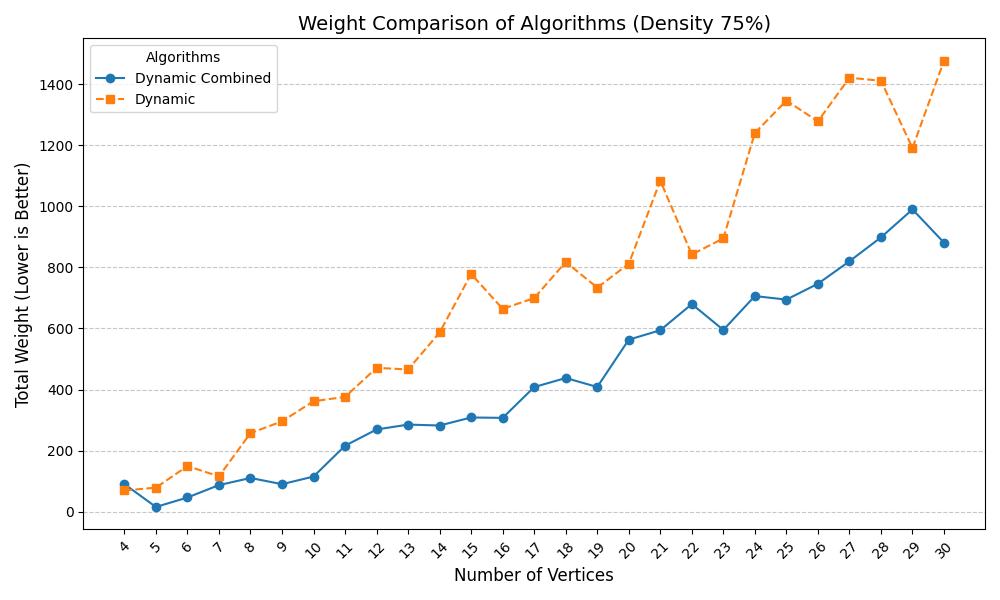 Weight Comparison of Algorithms (Density 75%)
Algorithms
Dynamic Combined
Dynamic
Total Weight (Lower is Better)
1400
1200
1000
800
600
400
200
0
4 5 6 7 8 9 10 11 12 13 14 15 16 17 18 19 20 21 22 23 24 25 26 27 28 29 30
Number of Vertices